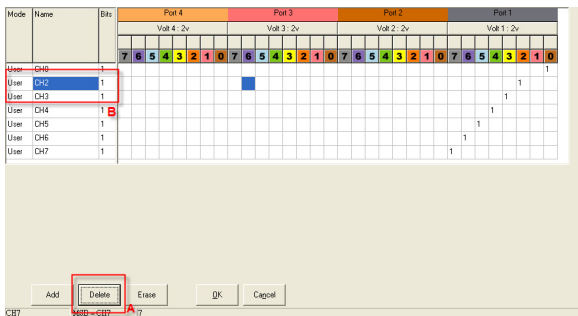 Mode Name Bits Port 4 Port 3 Port 2 Port 1
Volt 4 : 2v Volt 3 : 2v Volt 2 : 2v Volt 1 : 2v
7 6 5 4 3 2 1 0 7 6 5 4 3 2 1 0 7 6 5 4 3 2 1 0 7 6 5 4 3 2 1 0
User CH0 1 1
User CH2 1 1
User CH3 1 1
User CH4 1 B 1
User CH5 1 1
User CH6 1 1
User CH7 1 1
Add Delete Erase OK Cancel
A
CH7 MSB = CH7 7